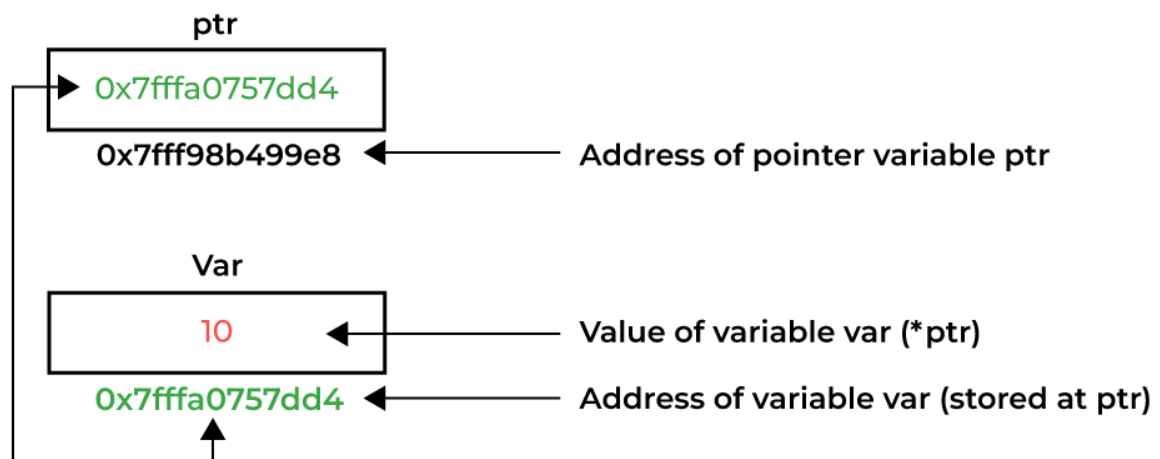 ptr
0x7fffa0757dd4
0x7fff98b499e8 Address of pointer variable ptr
Var
10 Value of variable var (*ptr)
0x7fffa0757dd4 Address of variable var (stored at ptr)